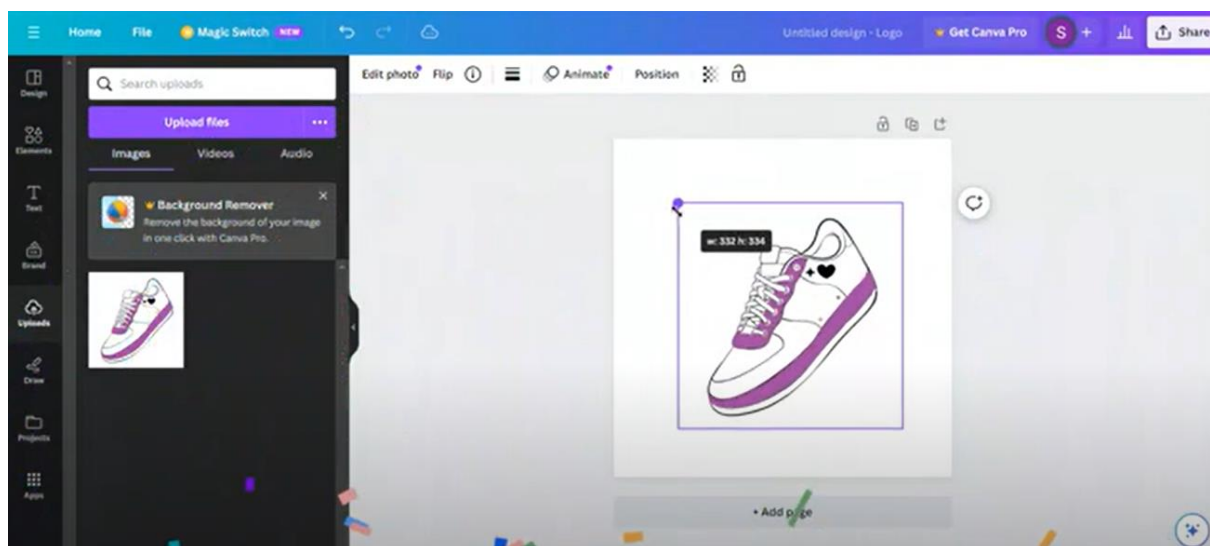 Home File Magic Switch NEW Untitled design - Logo Get Canva Pro S + Share
Design
Elements
Text
Brand
Uploads
Draw
Projects
Apps
Search uploads
Upload files
Images Videos Audio
Background Remover
Remove the background of your image
in one click with Canva Pro.
Edit photo Flip Animate Position
w: 332 h: 334
+ Add page